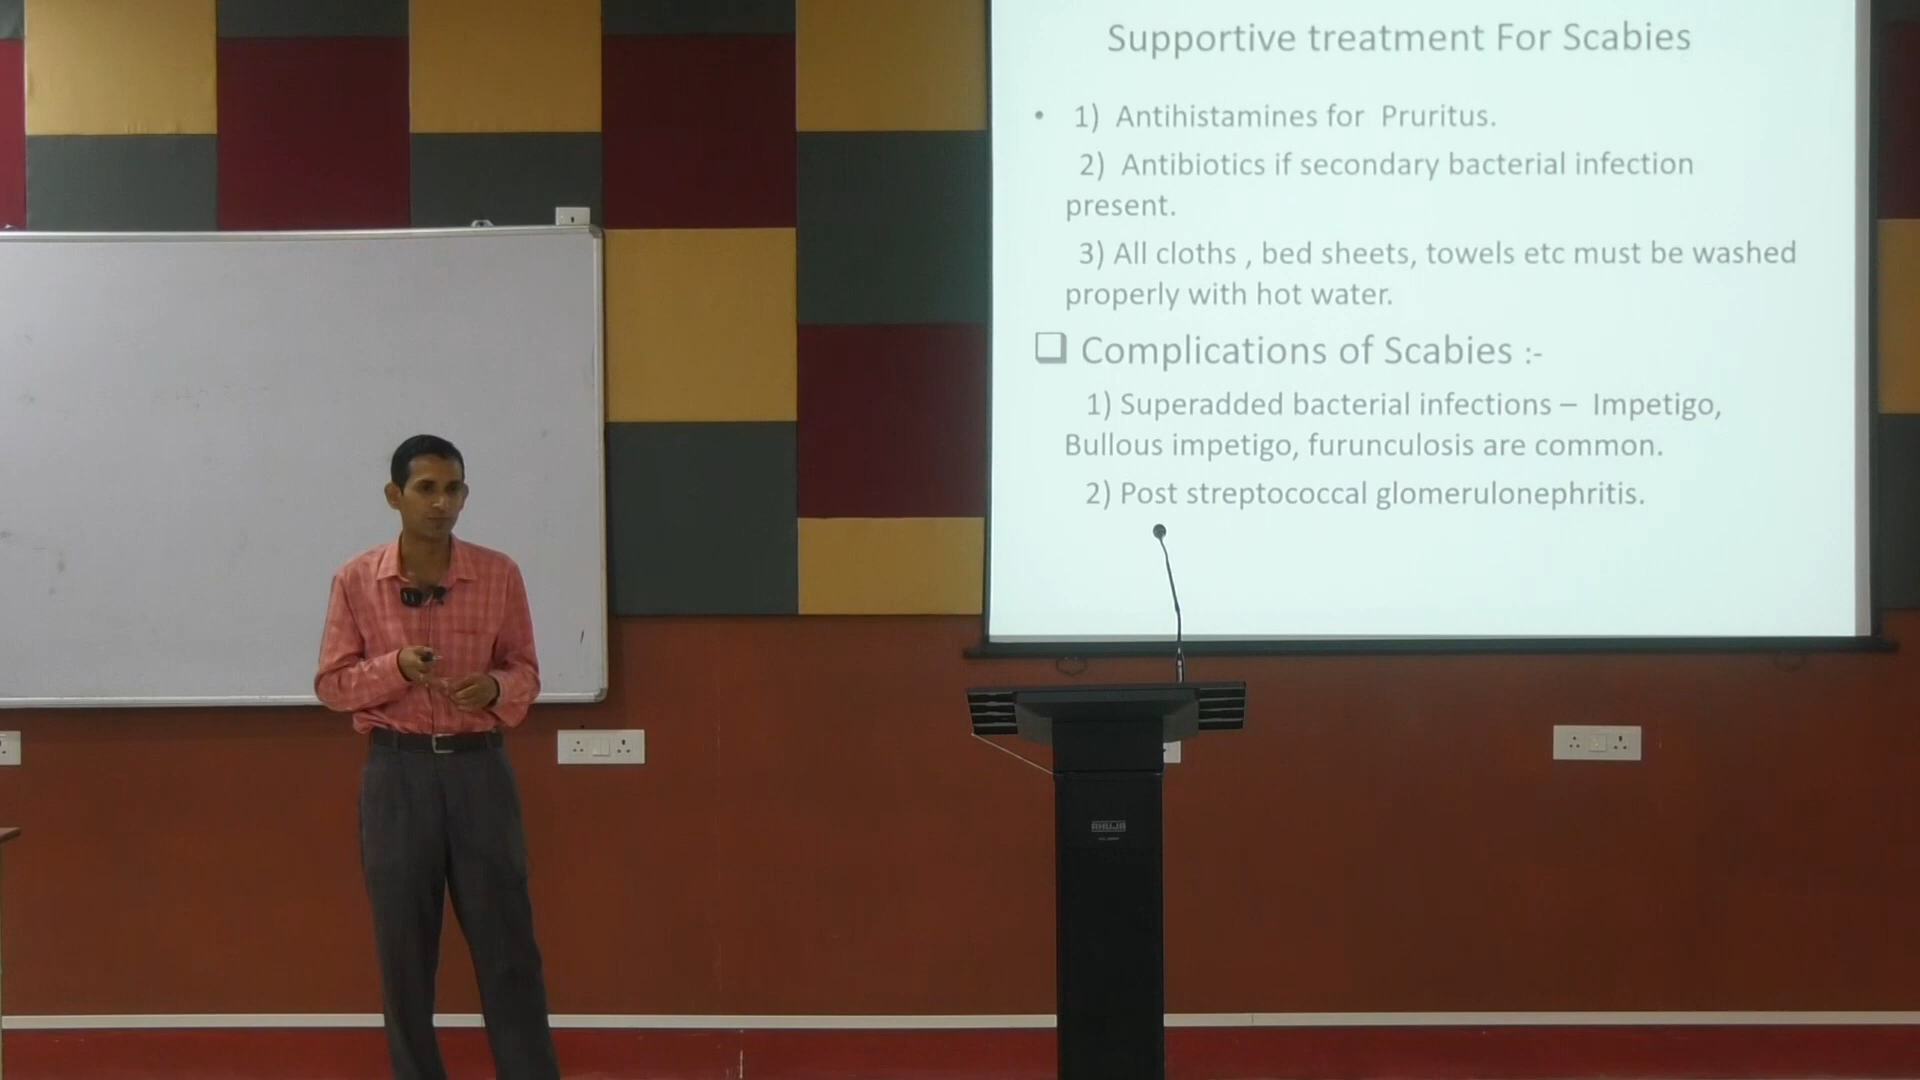 Supportive treatment For Scabies
• 1) Antihistamines for Pruritus.
2) Antibiotics if secondary bacterial infection
present.
3) All cloths , bed sheets, towels etc must be washed
properly with hot water.
❑ Complications of Scabies :-
1) Superadded bacterial infections – Impetigo,
Bullous impetigo, furunculosis are common.
2) Post streptococcal glomerulonephritis.
AHUJA